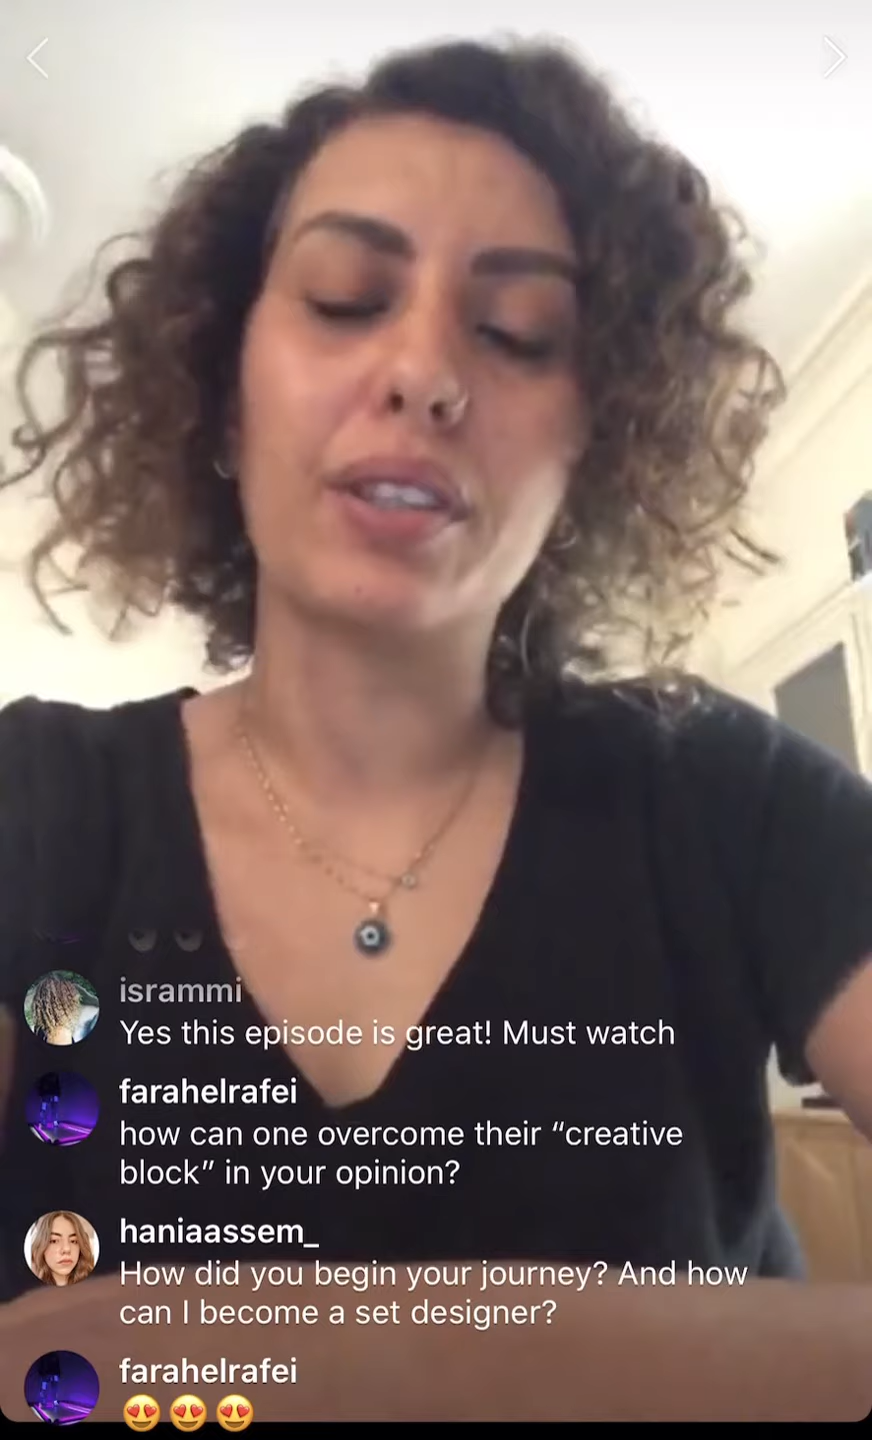 isrammi
Yes this episode is great! Must watch
farahelrafei
how can one overcome their “creative
block” in your opinion?
haniaassem_
How did you begin your journey? And how
can I become a set designer?
farahelrafei
😍😍😍